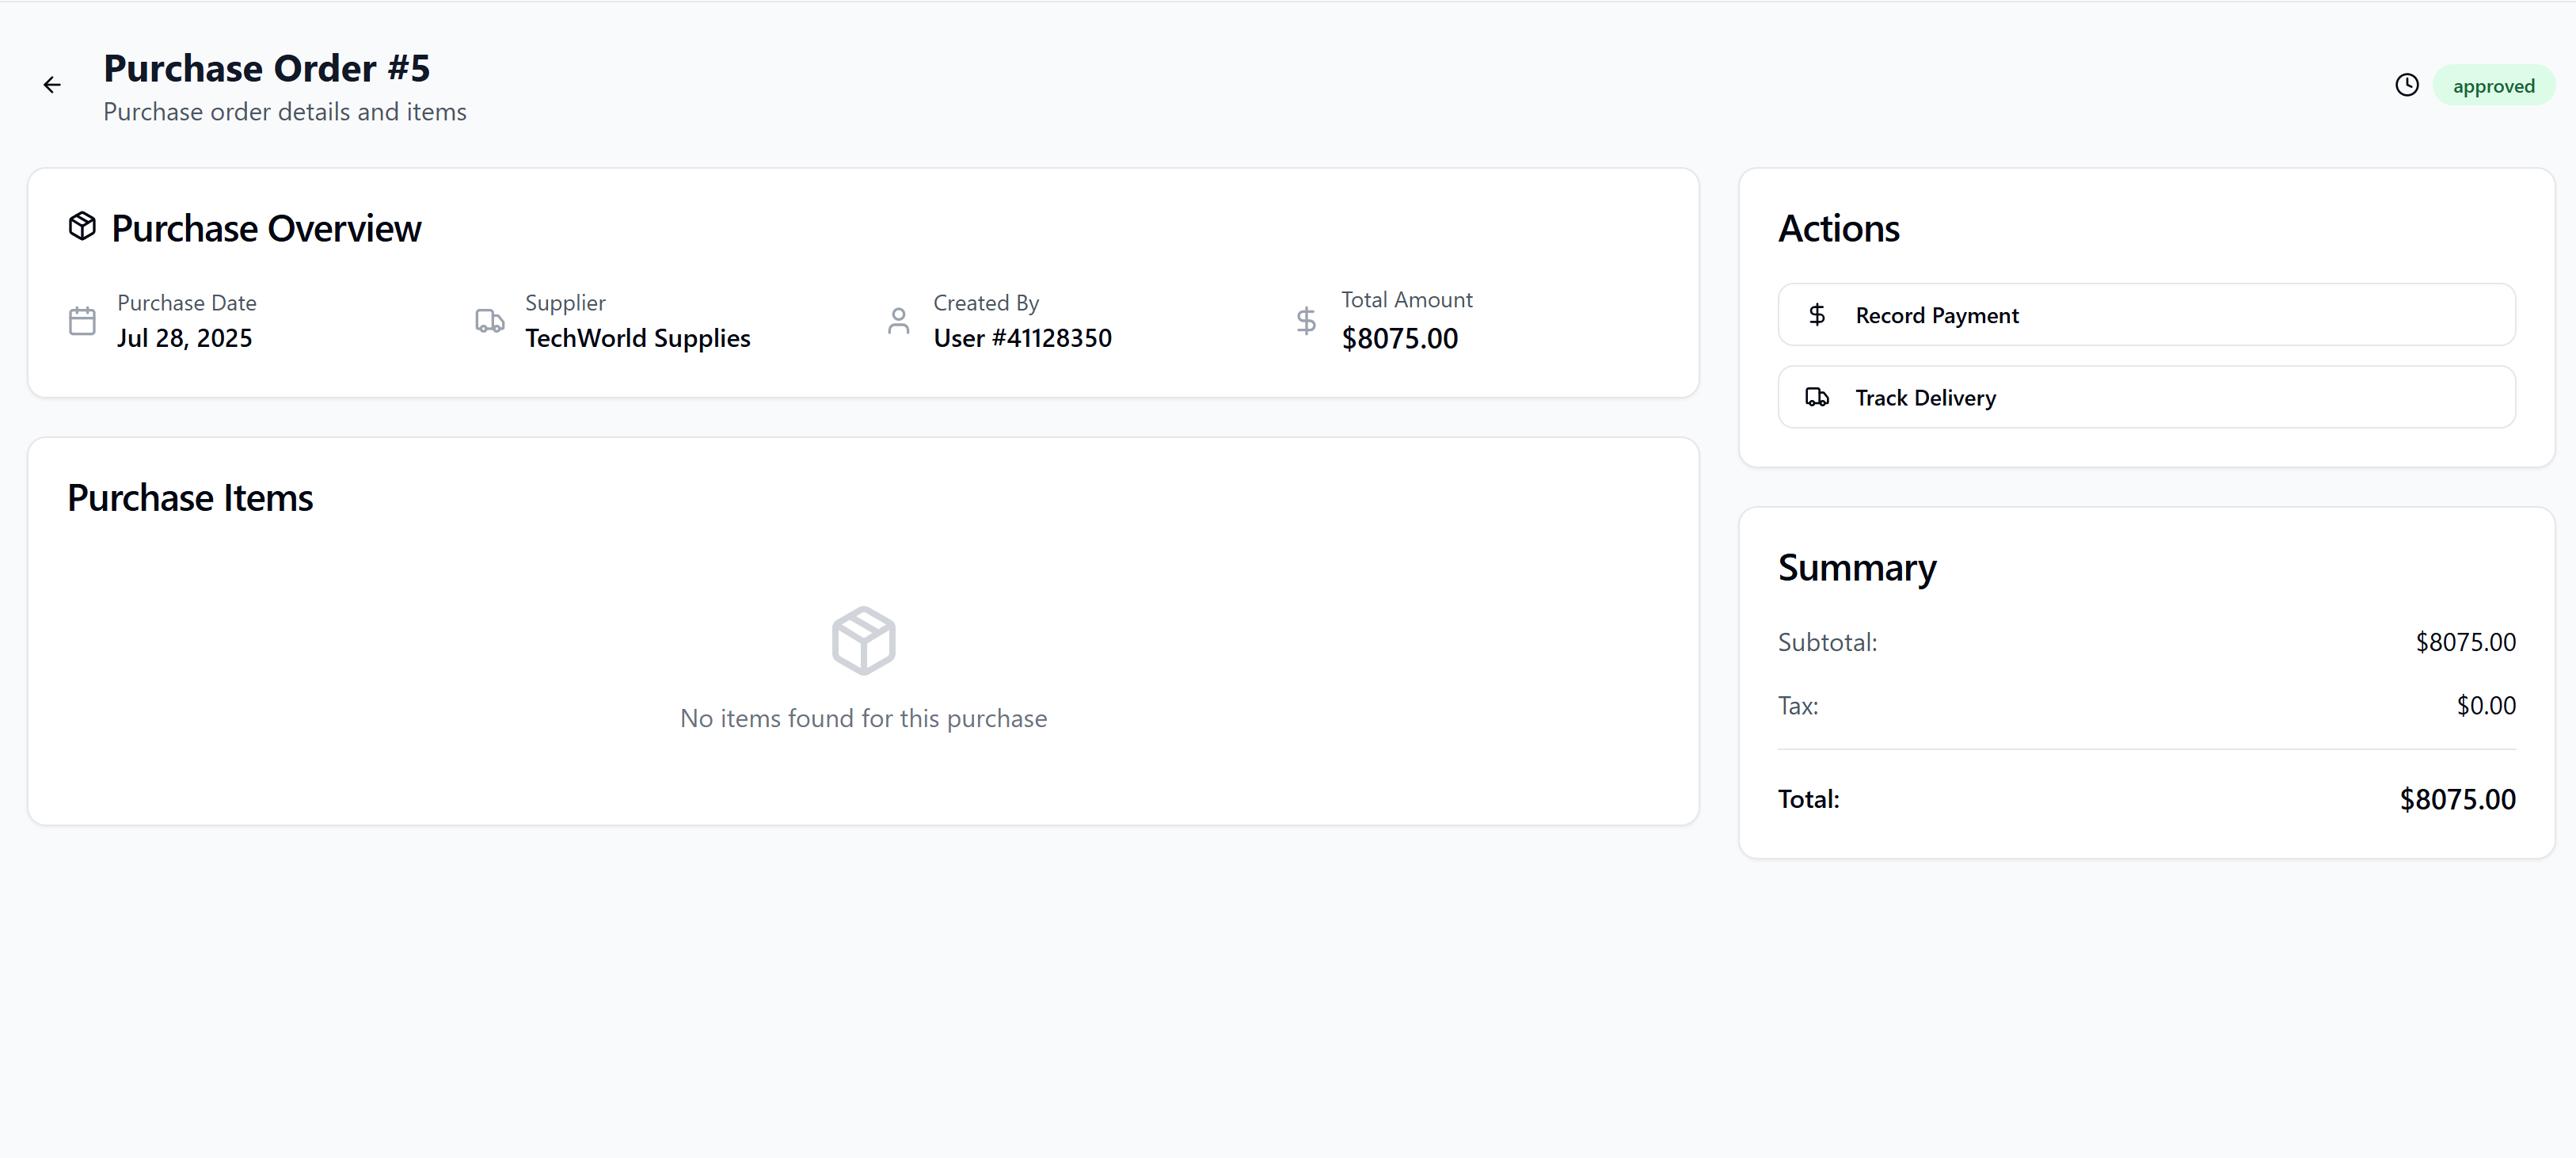 Purchase Order #5
Purchase order details and items
approved
Purchase Overview
Purchase Date
Jul 28, 2025
Supplier
TechWorld Supplies
Created By
User #41128350
Total Amount
$8075.00
Purchase Items
No items found for this purchase
Actions
Record Payment
Track Delivery
Summary
Subtotal: $8075.00
Tax: $0.00
Total: $8075.00